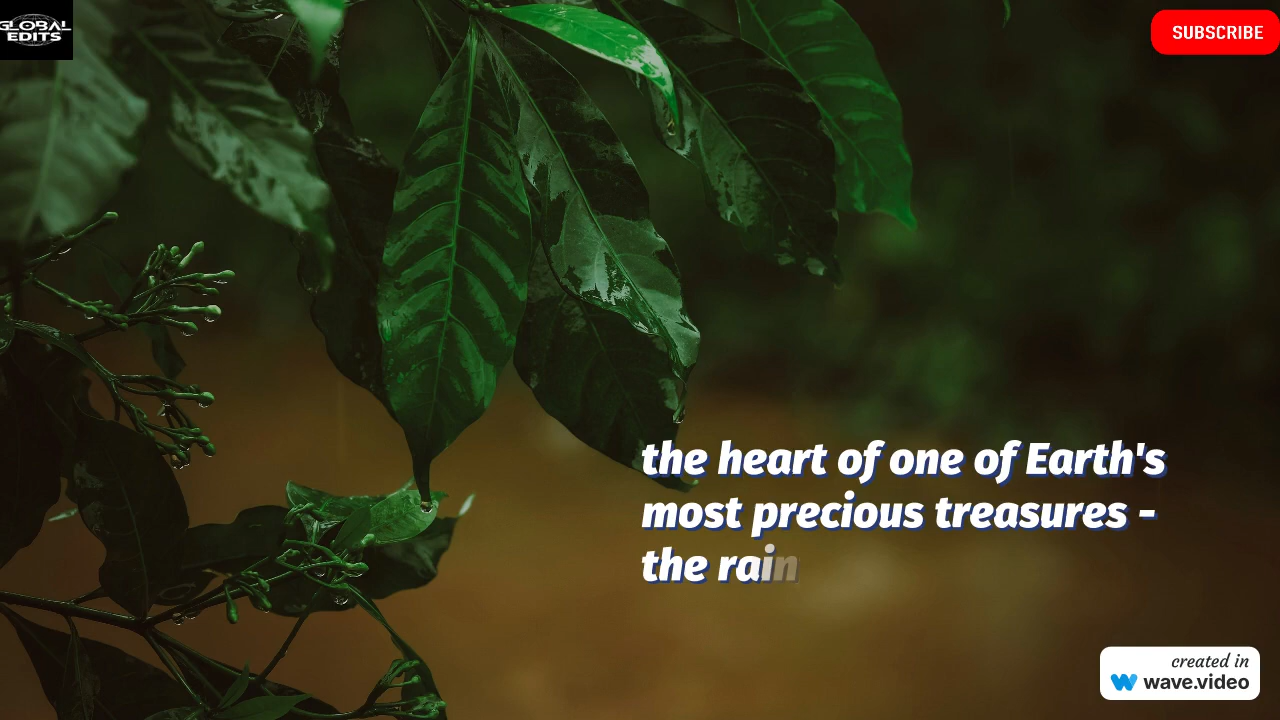 GLOBAL
EDITS
SUBSCRIBE
the heart of one of Earth's
most precious treasures -
the rain
created in
wave.video